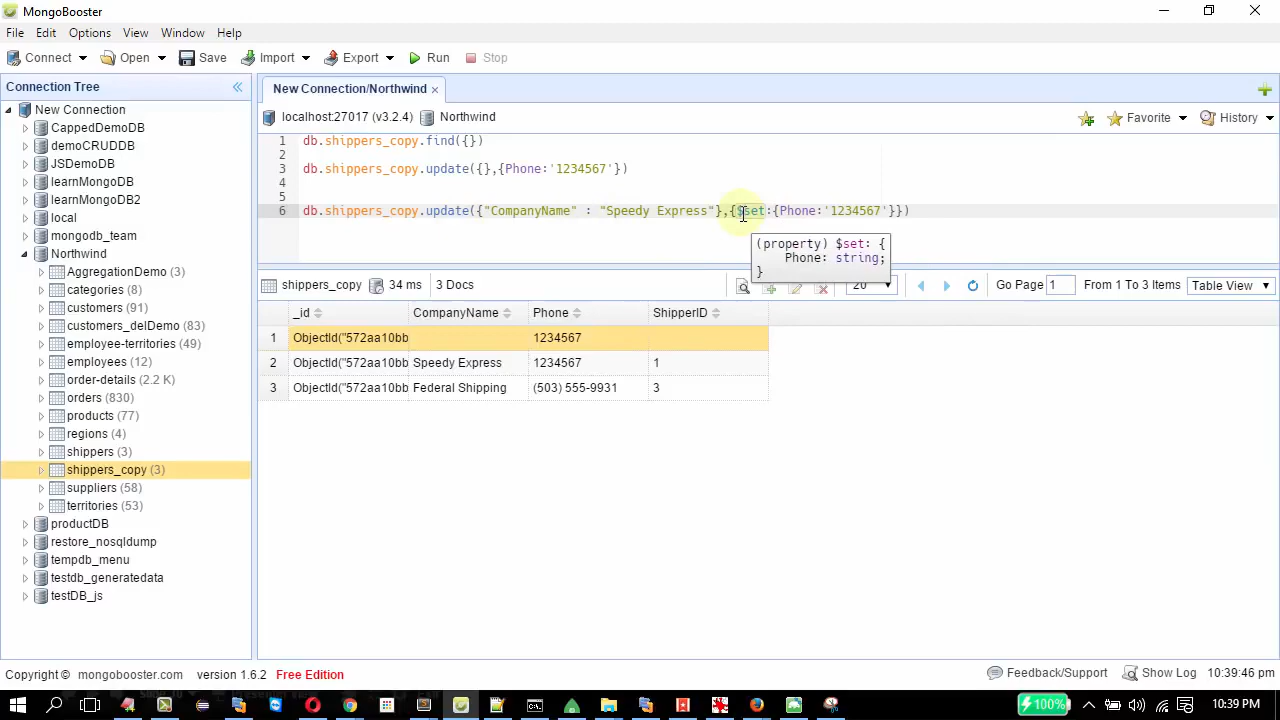 MongoBooster
File Edit Options View Window Help
Connect Open Save Import Export Run Stop
Connection Tree
New Connection
CappedDemoDB
demoCRUDDB
JSDemoDB
learnMongoDB
learnMongoDB2
local
mongodb_team
Northwind
AggregationDemo (3)
categories (8)
customers (91)
customers_delDemo (83)
employee-territories (49)
employees (12)
order-details (2.2 K)
orders (830)
products (77)
regions (4)
shippers (3)
shippers_copy (3)
suppliers (58)
territories (53)
productDB
restore_nosqldump
tempdb_menu
testdb_generatedata
testDB_js
New Connection/Northwind
localhost:27017 (v3.2.4) Northwind
Favorite History
1 db.shippers_copy.find({})
2
3 db.shippers_copy.update({},{Phone:'1234567'})
4
5
6 db.shippers_copy.update({"CompanyName" : "Speedy Express"},{$set:{Phone:'1234567'}})
(property) $set: {
Phone: string;
}
shippers_copy 34 ms 3 Docs 20 Go Page 1 From 1 To 3 Items Table View
_id CompanyName Phone ShipperID
1 ObjectId("572aa10bb 1234567
2 ObjectId("572aa10bb Speedy Express 1234567 1
3 ObjectId("572aa10bb Federal Shipping (503) 555-9931 3
Copyright © mongobooster.com version 1.6.2 Free Edition Feedback/Support Show Log 10:39:46 pm
100% 10:39 PM